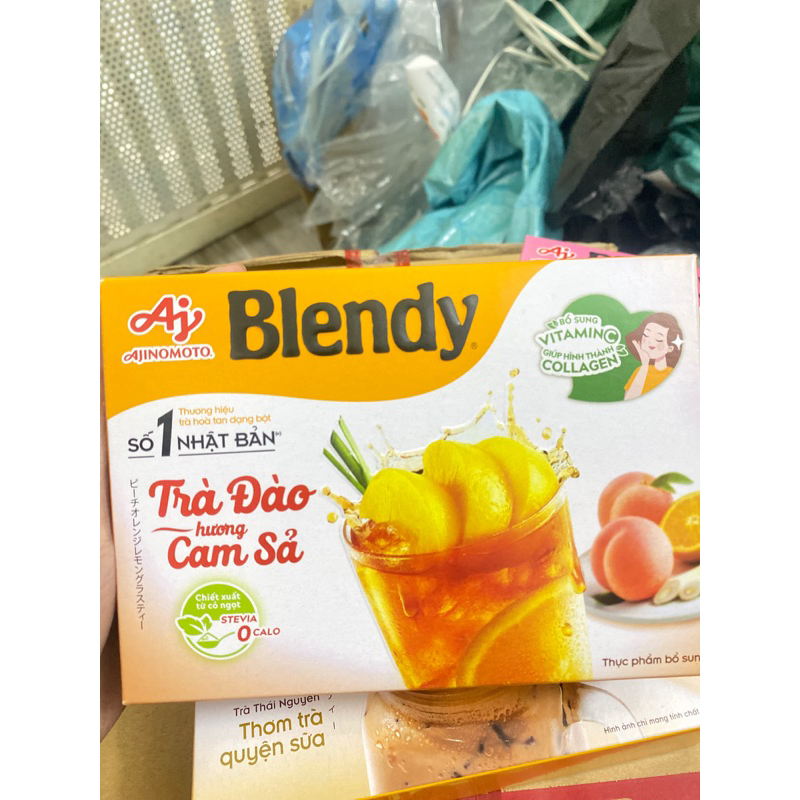 Aj
AJINOMOTO.
Blendy®
BỔ SUNG
VITAMIN C
GIÚP HÌNH THÀNH
COLLAGEN
Thương hiệu
trà hoà tan dạng bột
SỐ 1 NHẬT BẢN
ピーチオレンジレモングラスティー
Trà Đào
hương
Cam Sả
Chiết xuất
từ cỏ ngọt
STEVIA
0 CALO
Thực phẩm bổ sun
Trà Thái Nguyên
Thơm trà
quyện sữa
Hình ảnh chỉ mang tính chất
Aj